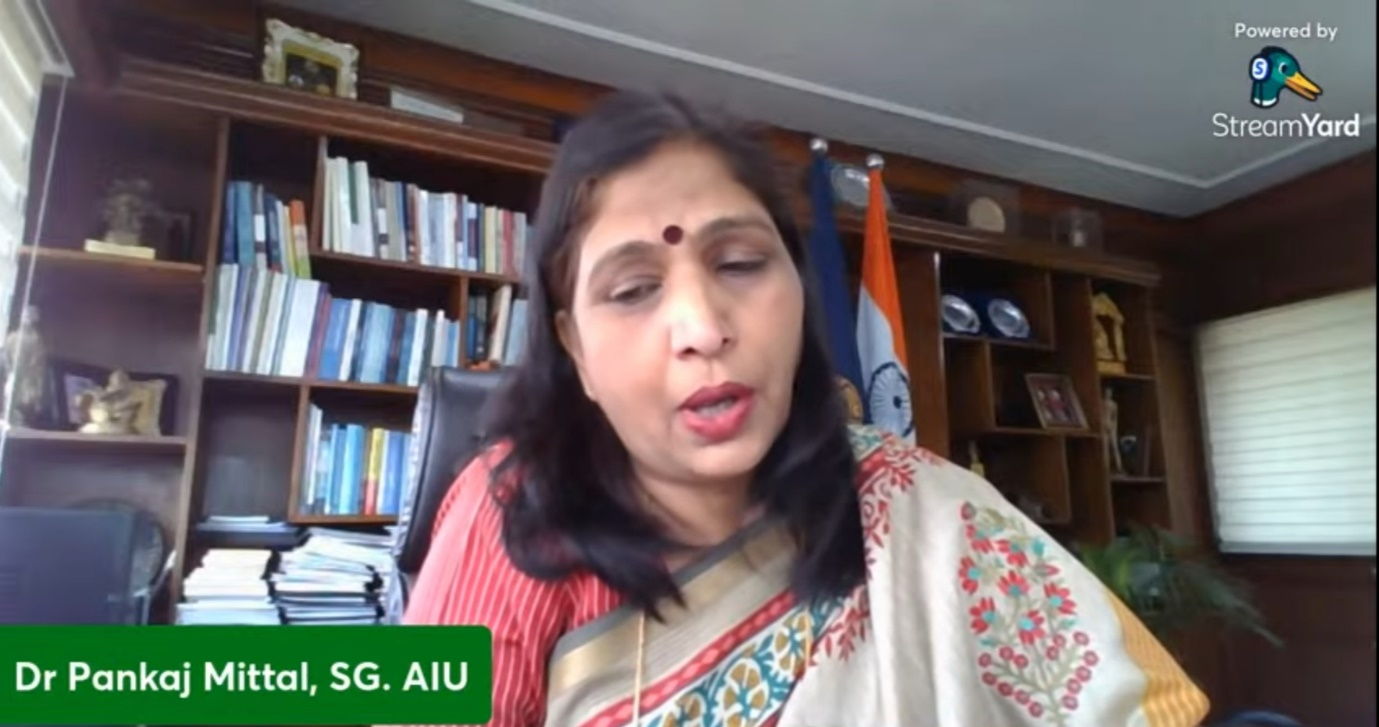 Powered by
S
StreamYard
Dr Pankaj Mittal, SG. AIU